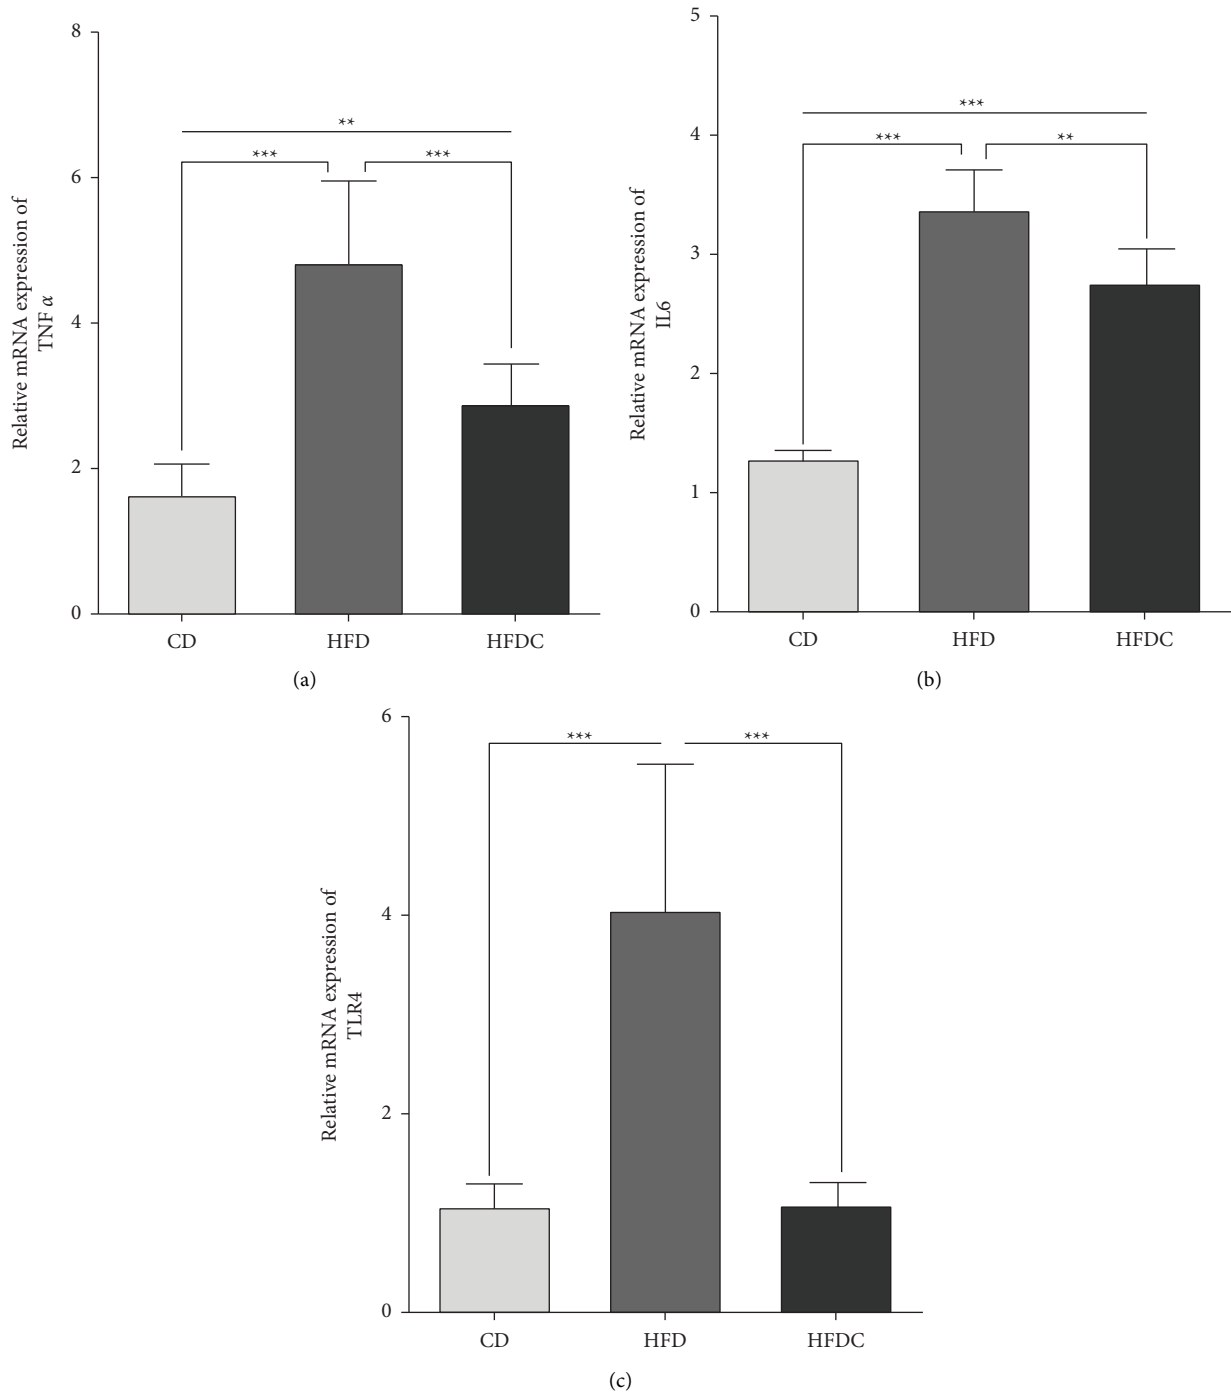 8
6
4
2
0
Relative mRNA expression of
TNF α
**
***
***
CD
HFD
HFDC
(a)
5
4
3
2
1
0
Relative mRNA expression of
IL6
***
***
**
CD
HFD
HFDC
(b)
6
4
2
0
Relative mRNA expression of
TLR4
***
***
CD
HFD
HFDC
(c)